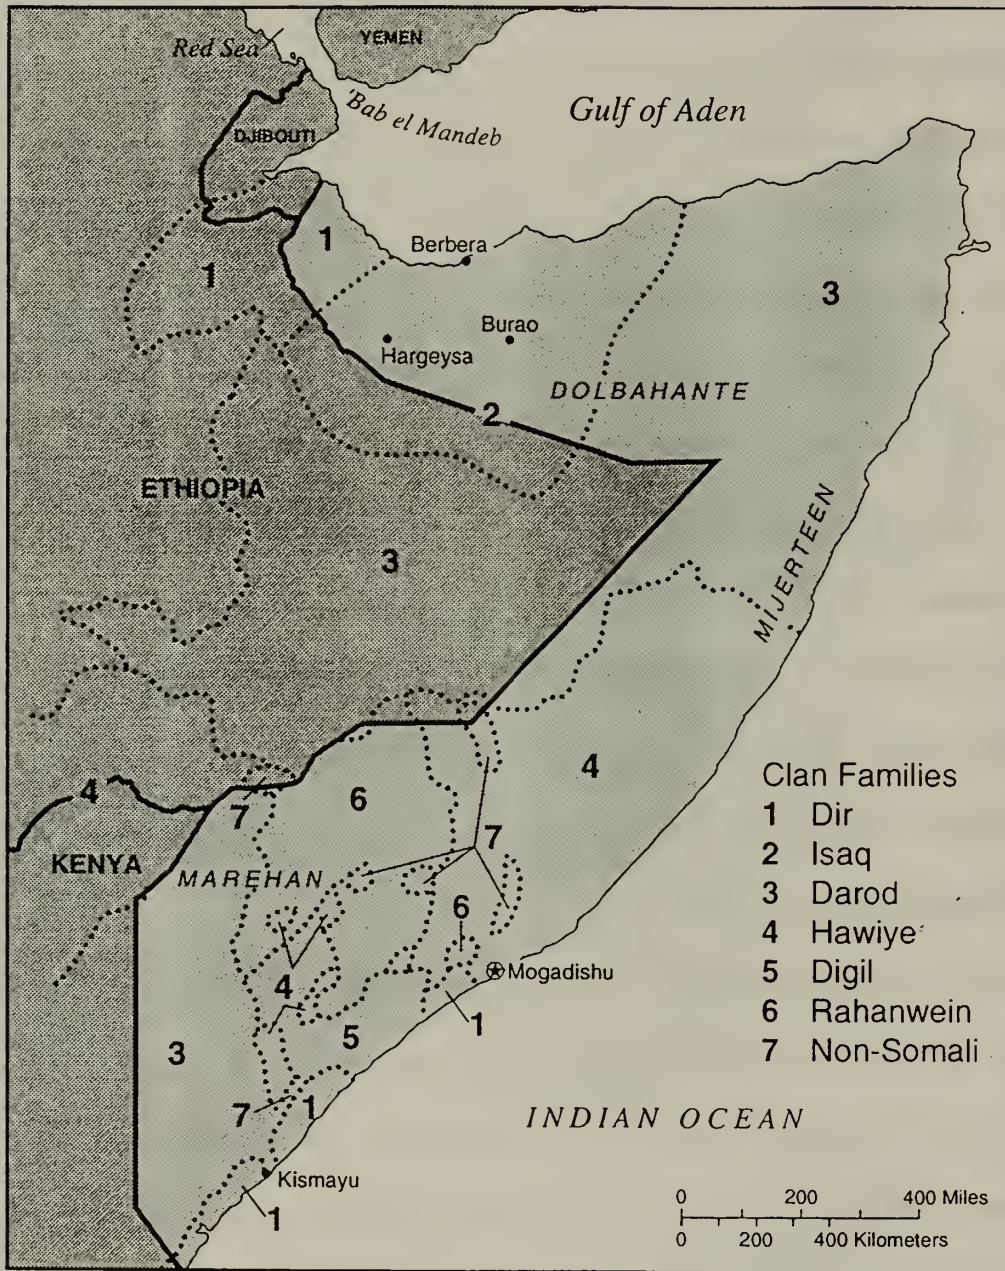 YEMEN
Red Sea
'Bab el Mandeb
Gulf of Aden
DJIBOUTI
1
Berbera
1
3
Burao
Hargeysa
DOLBAHANTE
2
ETHIOPIA
MIJERTEEN
3
4
4
6
7
7
KENYA
MAREHAN
6
Mogadishu
4
1
5
3
7
1
Kismayu
1
Clan Families
1 Dir
2 Isaq
3 Darod
4 Hawiye
5 Digil
6 Rahanwein
7 Non-Somali
INDIAN OCEAN
0 200 400 Miles
0 200 400 Kilometers